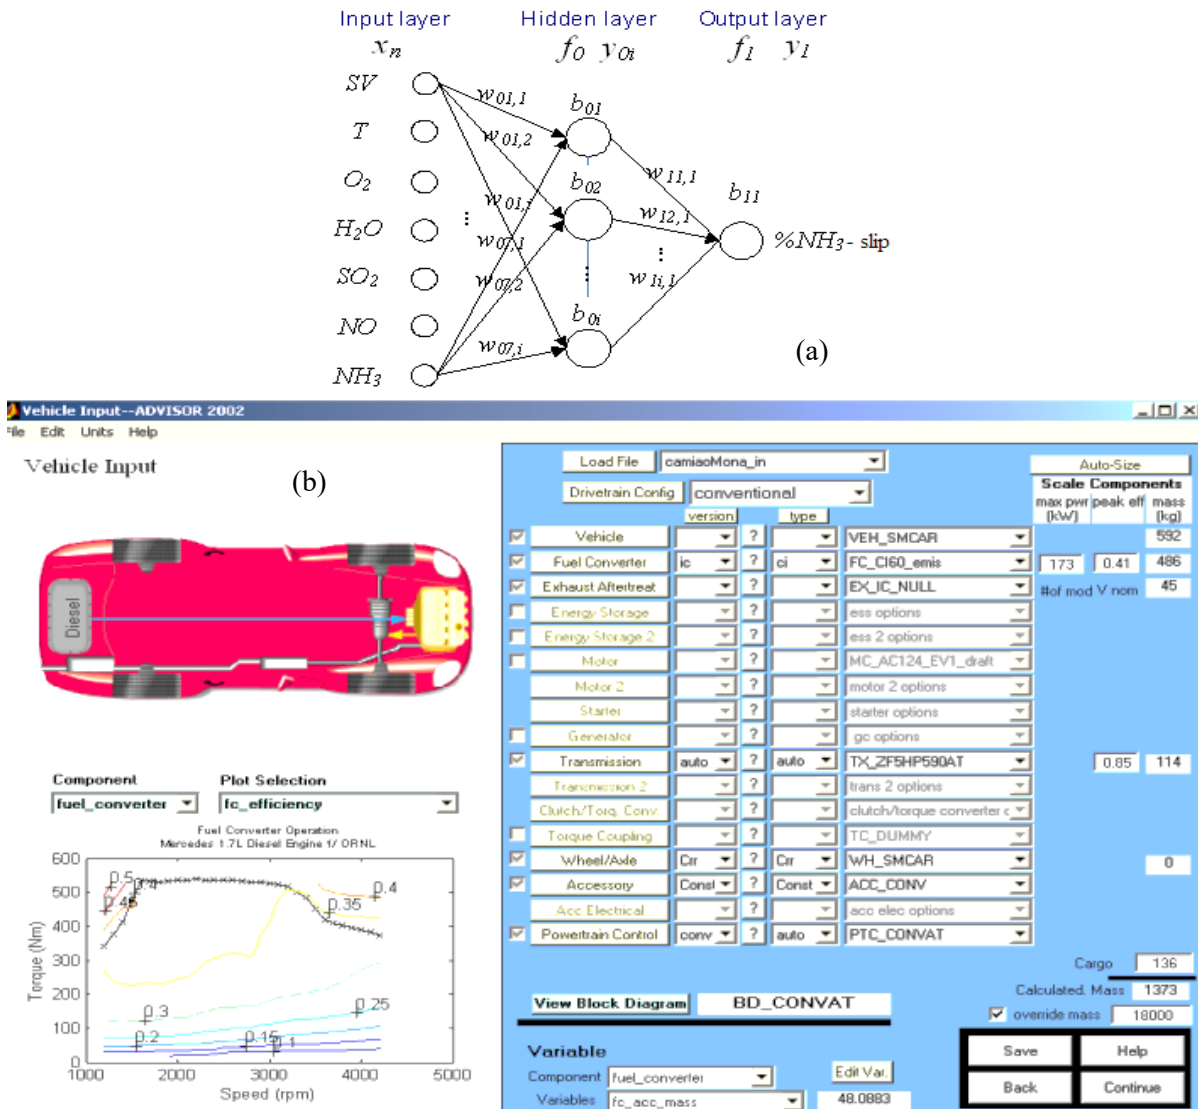 Input layer Hidden layer Output layer
xn f0 y0i f1 y1
SV
T
O2
H2O
SO2
NO
NH3
w01,1
w01,2
w01,i
⋮
w07,1
w07,2
w07,i
b01
b02
⋮
b0i
w11,1
w12,1
⋮
w1i,1
b11
%NH3 - slip
(a)
Vehicle Input--ADVISOR 2002
File Edit Units Help
Vehicle Input
(b)
Diesel
Component Plot Selection
fuel_converter fc_efficiency
Fuel Converter Operation
Mercedes 1.7L Diesel Engine 1/ ORNL
Torque (Nm)
600
500
400
300
200
100
0
0.5
0.4
0.45
0.4
0.35
0.3
0.25
0.2
0.15
0.1
1000 2000 3000 4000 5000
Speed (rpm)
Load File camiaoMona_in
Drivetrain Config conventional
Auto-Size
Scale Components
max pwr (kW) peak eff mass (kg)
version type
Vehicle ? VEH_SMCAR 592
Fuel Converter ic ? ci FC_CI60_emis 173 0.41 486
Exhaust Aftertreat ? EX_IC_NULL #of mod V nom 45
Energy Storage ? ess options
Energy Storage 2 ? ess 2 options
Motor ? MC_AC124_EV1_draft
Motor 2 ? motor 2 options
Starter ? starter options
Generator ? gc options
Transmission auto ? auto TX_ZF5HP590AT 0.85 114
Transmission 2 ? trans 2 options
Clutch/Torq. Conv. ? clutch/torque converter c
Torque Coupling ? TC_DUMMY
Wheel/Axle Crr ? Crr WH_SMCAR 0
Accessory Const ? Const ACC_CONV
Acc Electrical ? acc elec options
Powertrain Control conv ? auto PTC_CONVAT
Cargo 136
Calculated. Mass 1373
override mass 18000
View Block Diagram BD_CONVAT
Variable
Component fuel_converter Edit Var.
Variables fc_acc_mass 48.0883
Save Help
Back Continue